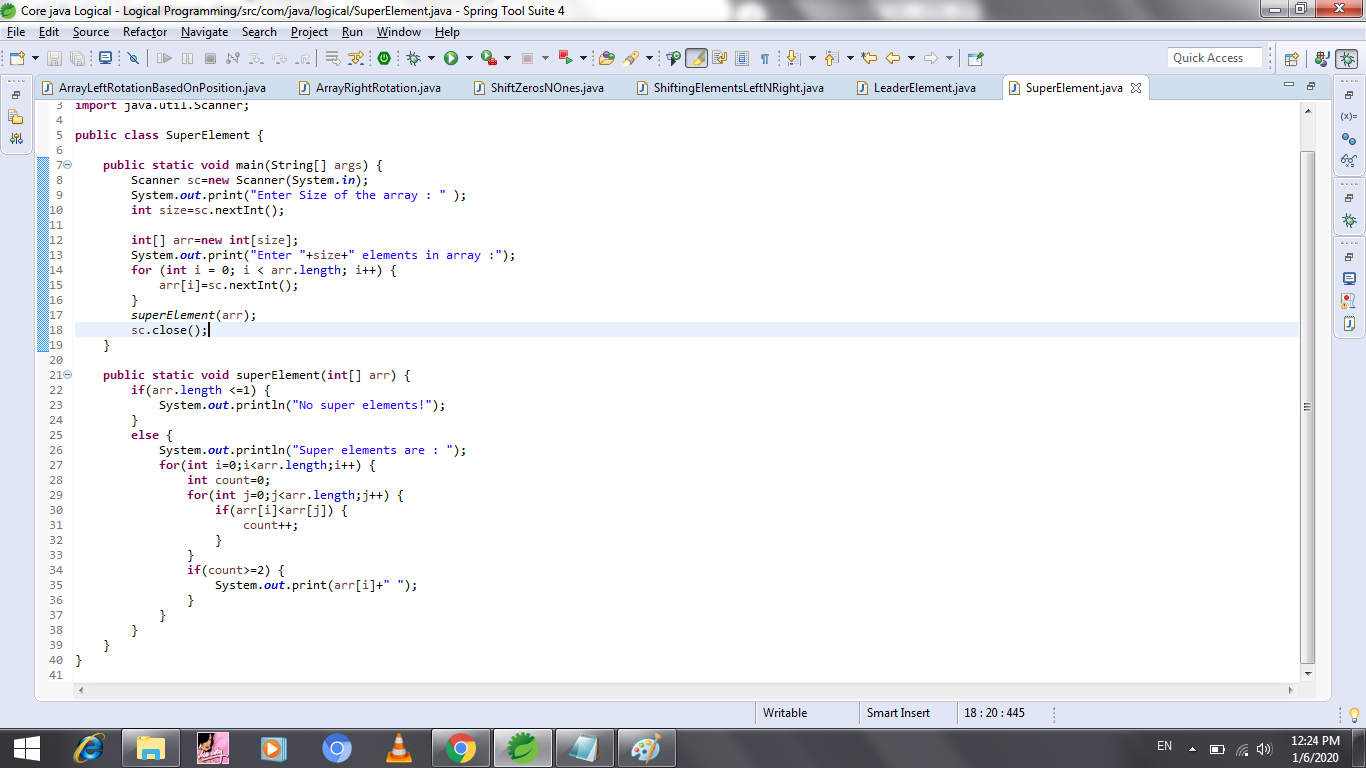 Core java Logical - Logical Programming/src/com/java/logical/SuperElement.java - Spring Tool Suite 4
File Edit Source Refactor Navigate Search Project Run Window Help
Quick Access
ArrayLeftRotationBasedOnPosition.java ArrayRightRotation.java ShiftZerosNOnes.java ShiftingElementsLeftNRight.java LeaderElement.java SuperElement.java
3 import java.util.Scanner;
4
5 public class SuperElement {
6
7     public static void main(String[] args) {
8         Scanner sc=new Scanner(System.in);
9         System.out.print("Enter Size of the array : " );
10         int size=sc.nextInt();
11
12         int[] arr=new int[size];
13         System.out.print("Enter "+size+" elements in array :");
14         for (int i = 0; i < arr.length; i++) {
15             arr[i]=sc.nextInt();
16         }
17         superElement(arr);
18         sc.close();
19     }
20
21     public static void superElement(int[] arr) {
22         if(arr.length <=1) {
23             System.out.println("No super elements!");
24         }
25         else {
26             System.out.println("Super elements are : ");
27             for(int i=0;i<arr.length;i++) {
28                 int count=0;
29                 for(int j=0;j<arr.length;j++) {
30                     if(arr[i]<arr[j]) {
31                         count++;
32                     }
33                 }
34                 if(count>=2) {
35                     System.out.print(arr[i]+" ");
36                 }
37             }
38         }
39     }
40 }
41
Writable Smart Insert 18 : 20 : 445
EN 12:24 PM
1/6/2020